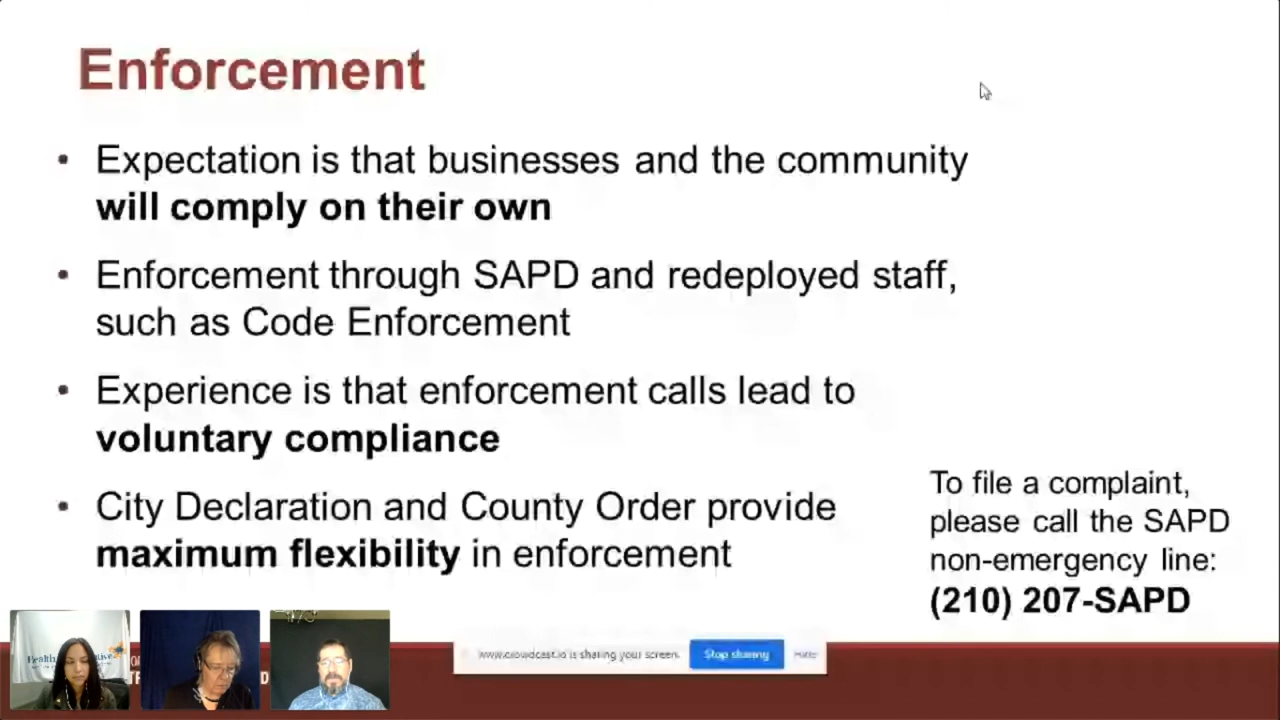 Enforcement
• Expectation is that businesses and the community
will comply on their own
• Enforcement through SAPD and redeployed staff,
such as Code Enforcement
• Experience is that enforcement calls lead to
voluntary compliance
• City Declaration and County Order provide
maximum flexibility in enforcement
To file a complaint,
please call the SAPD
non-emergency line:
(210) 207-SAPD
www.crowdcast.io is sharing your screen.
Stop sharing
Hide